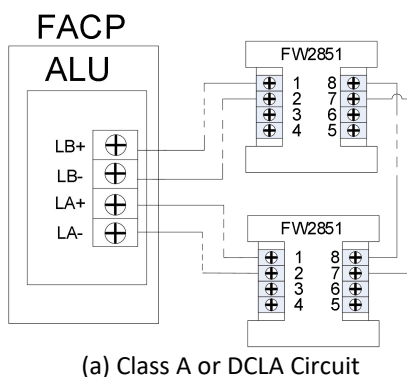 FACP
ALU
LB+
LB-
LA+
LA-
FW2851
1 8
2 7
3 6
4 5
FW2851
1 8
2 7
3 6
4 5
(a) Class A or DCLA Circuit